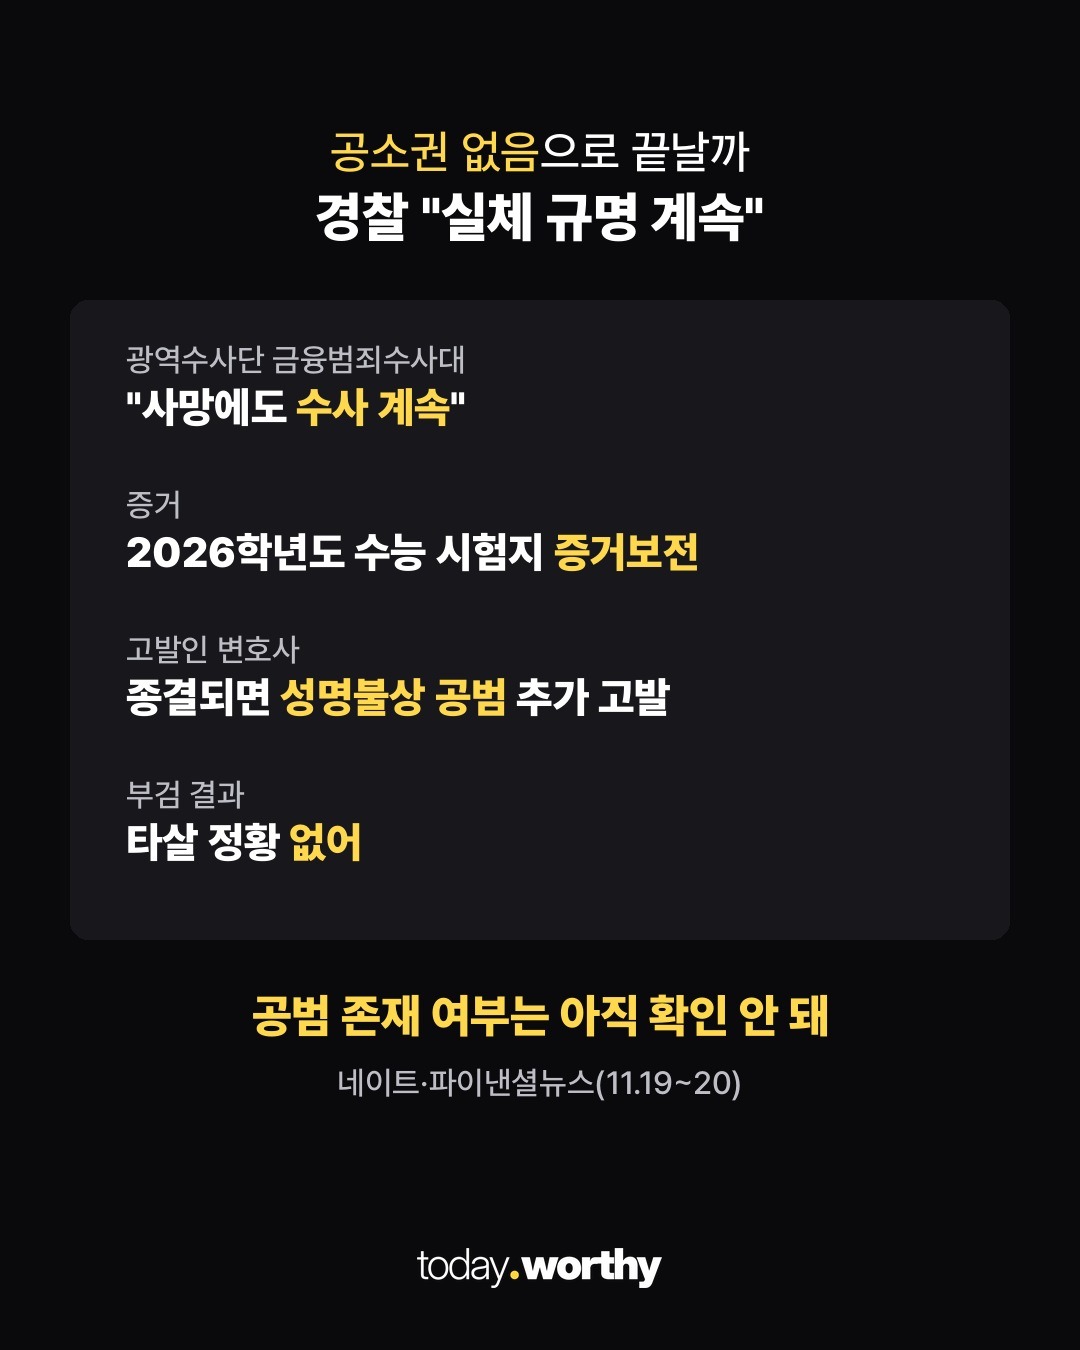 공소권 없음으로 끝날까
경찰 "실체 규명 계속"
광역수사단 금융범죄수사대
"사망에도 수사 계속"
증거
2026학년도 수능 시험지 증거보전
고발인 변호사
종결되면 성명불상 공범 추가 고발
부검 결과
타살 정황 없어
공범 존재 여부는 아직 확인 안 돼
네이트·파이낸셜뉴스(11.19~20)
today.worthy